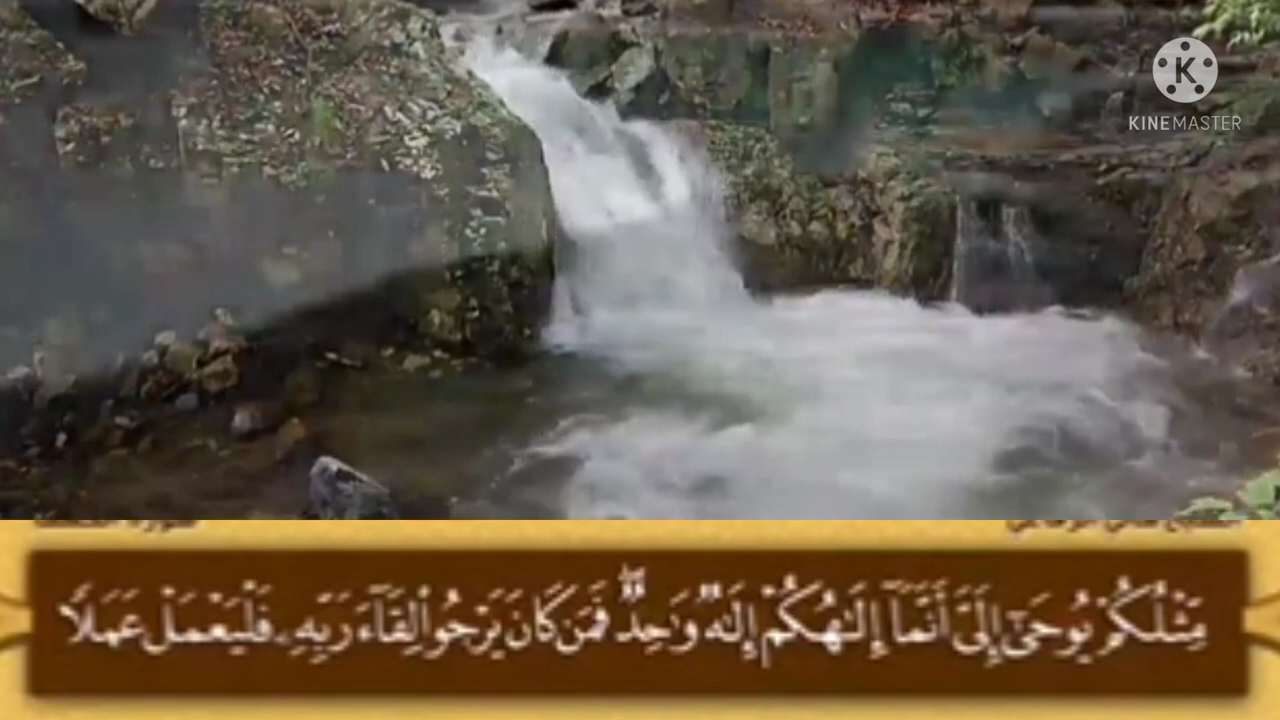 KINEMASTER
مِّثْلُكُمْ يُوحَىٰٓ إِلَىَّ أَنَّمَآ إِلَٰهُكُمْ إِلَٰهٌ وَٰحِدٌ ۖ فَمَن كَانَ يَرْجُوا۟ لِقَآءَ رَبِّهِۦ فَلْيَعْمَلْ عَمَلًا